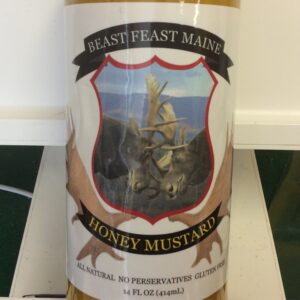 BEAST FEAST MAINE
HONEY MUSTARD
ALL NATURAL NO PERSERVATIVES GLUTEN FREE
14 FL OZ (414mL)